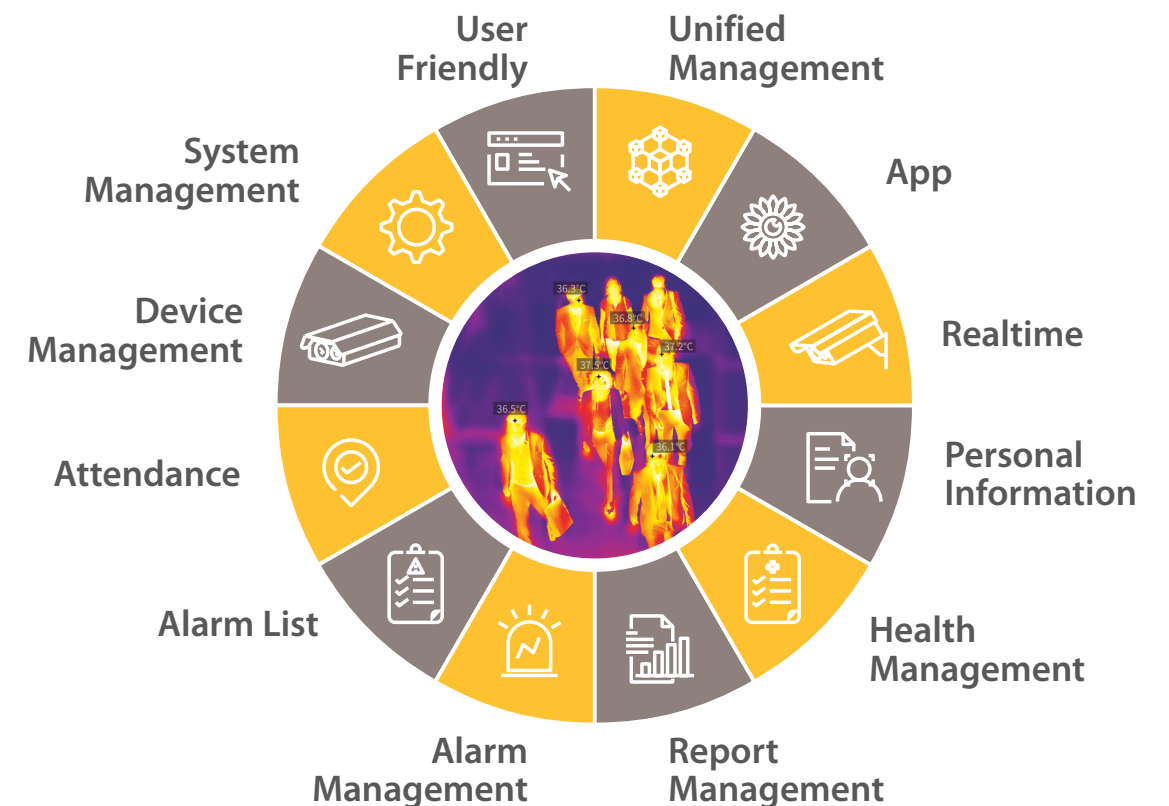 User
Friendly
Unified
Management
System
Management
App
Device
Management
Realtime
Attendance
Personal
Information
Alarm List
Health
Management
Alarm
Management
Report
Management
36.3°C
36.8°C
37.2°C
37.5°C
36.5°C
36.1°C